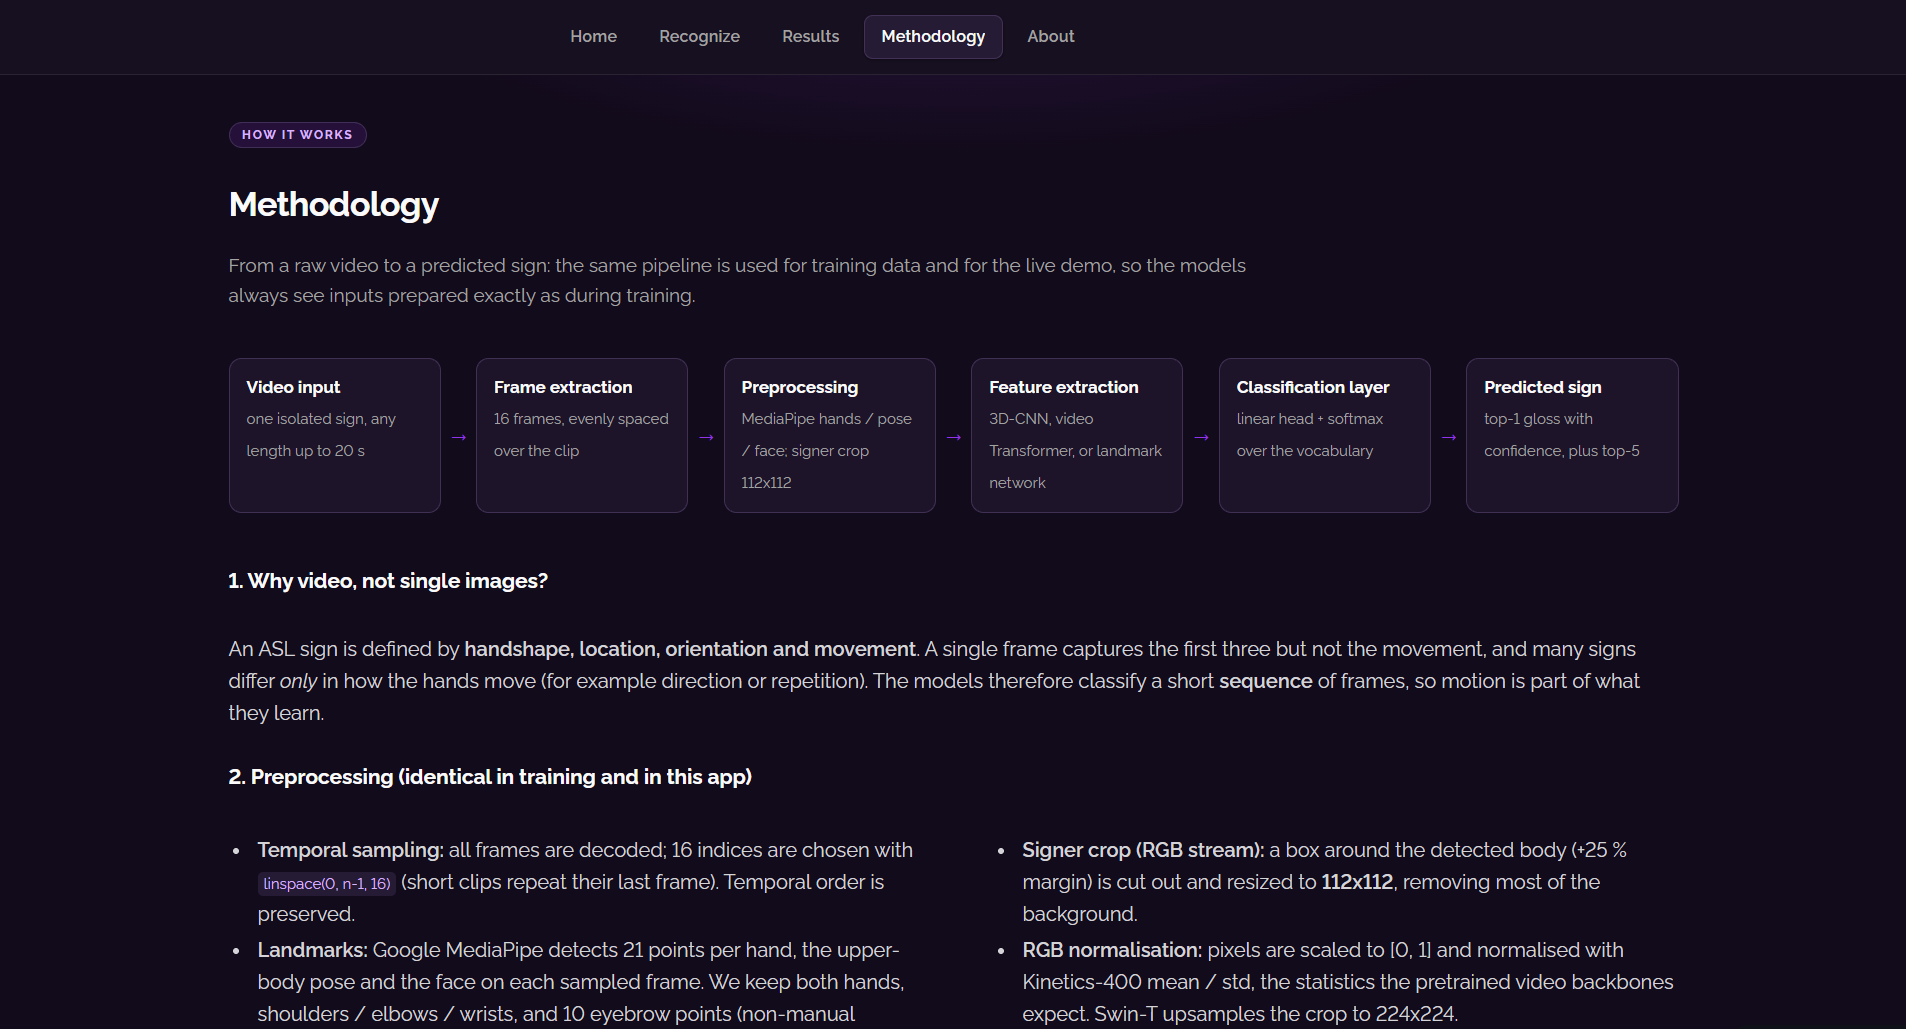 Home
Recognize
Results
Methodology
About
HOW IT WORKS
Methodology
From a raw video to a predicted sign: the same pipeline is used for training data and for the live demo, so the models
always see inputs prepared exactly as during training.
Video input
one isolated sign, any
length up to 20 s
→
Frame extraction
16 frames, evenly spaced
over the clip
→
Preprocessing
MediaPipe hands / pose
/ face; signer crop
112x112
→
Feature extraction
3D-CNN, video
Transformer, or landmark
network
→
Classification layer
linear head + softmax
over the vocabulary
→
Predicted sign
top-1 gloss with
confidence, plus top-5
1. Why video, not single images?
An ASL sign is defined by handshape, location, orientation and movement. A single frame captures the first three but not the movement, and many signs
differ only in how the hands move (for example direction or repetition). The models therefore classify a short sequence of frames, so motion is part of what
they learn.
2. Preprocessing (identical in training and in this app)
• Temporal sampling: all frames are decoded; 16 indices are chosen with
linspace(0, n-1, 16) (short clips repeat their last frame). Temporal order is
preserved.
• Landmarks: Google MediaPipe detects 21 points per hand, the upper-
body pose and the face on each sampled frame. We keep both hands,
shoulders / elbows / wrists, and 10 eyebrow points (non-manual
• Signer crop (RGB stream): a box around the detected body (+25 %
margin) is cut out and resized to 112x112, removing most of the
background.
• RGB normalisation: pixels are scaled to [0, 1] and normalised with
Kinetics-400 mean / std, the statistics the pretrained video backbones
expect. Swin-T upsamples the crop to 224x224.